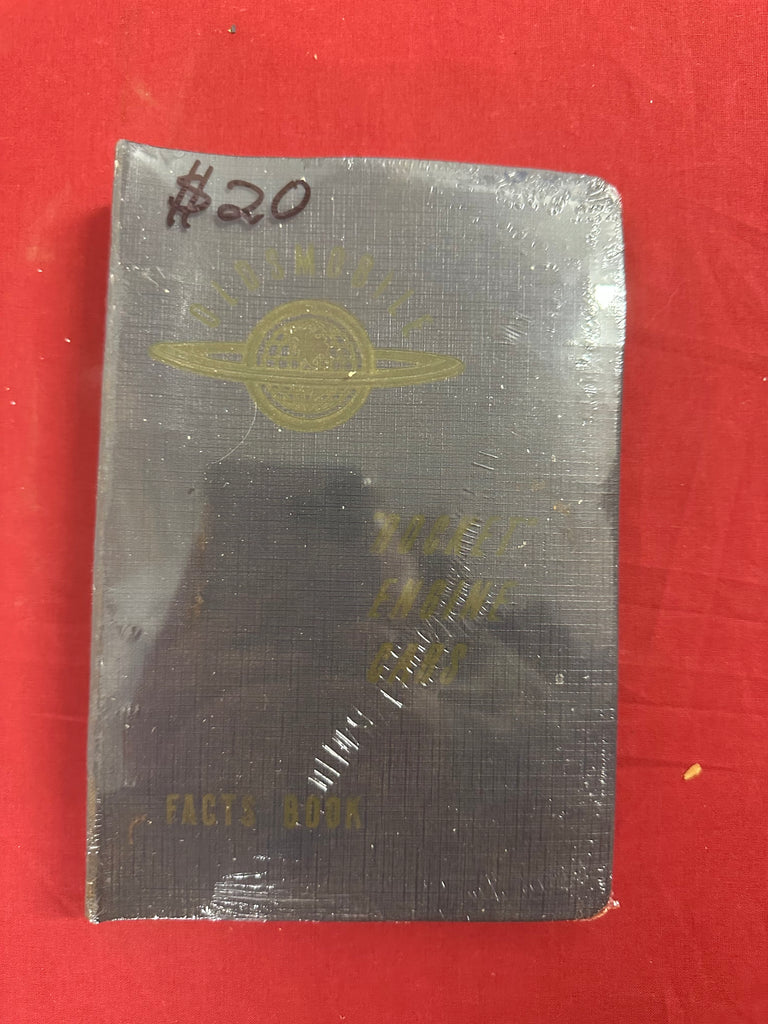 $20
OLDSMOBILE
"ROCKET"
ENGINE
CARS
FACTS BOOK